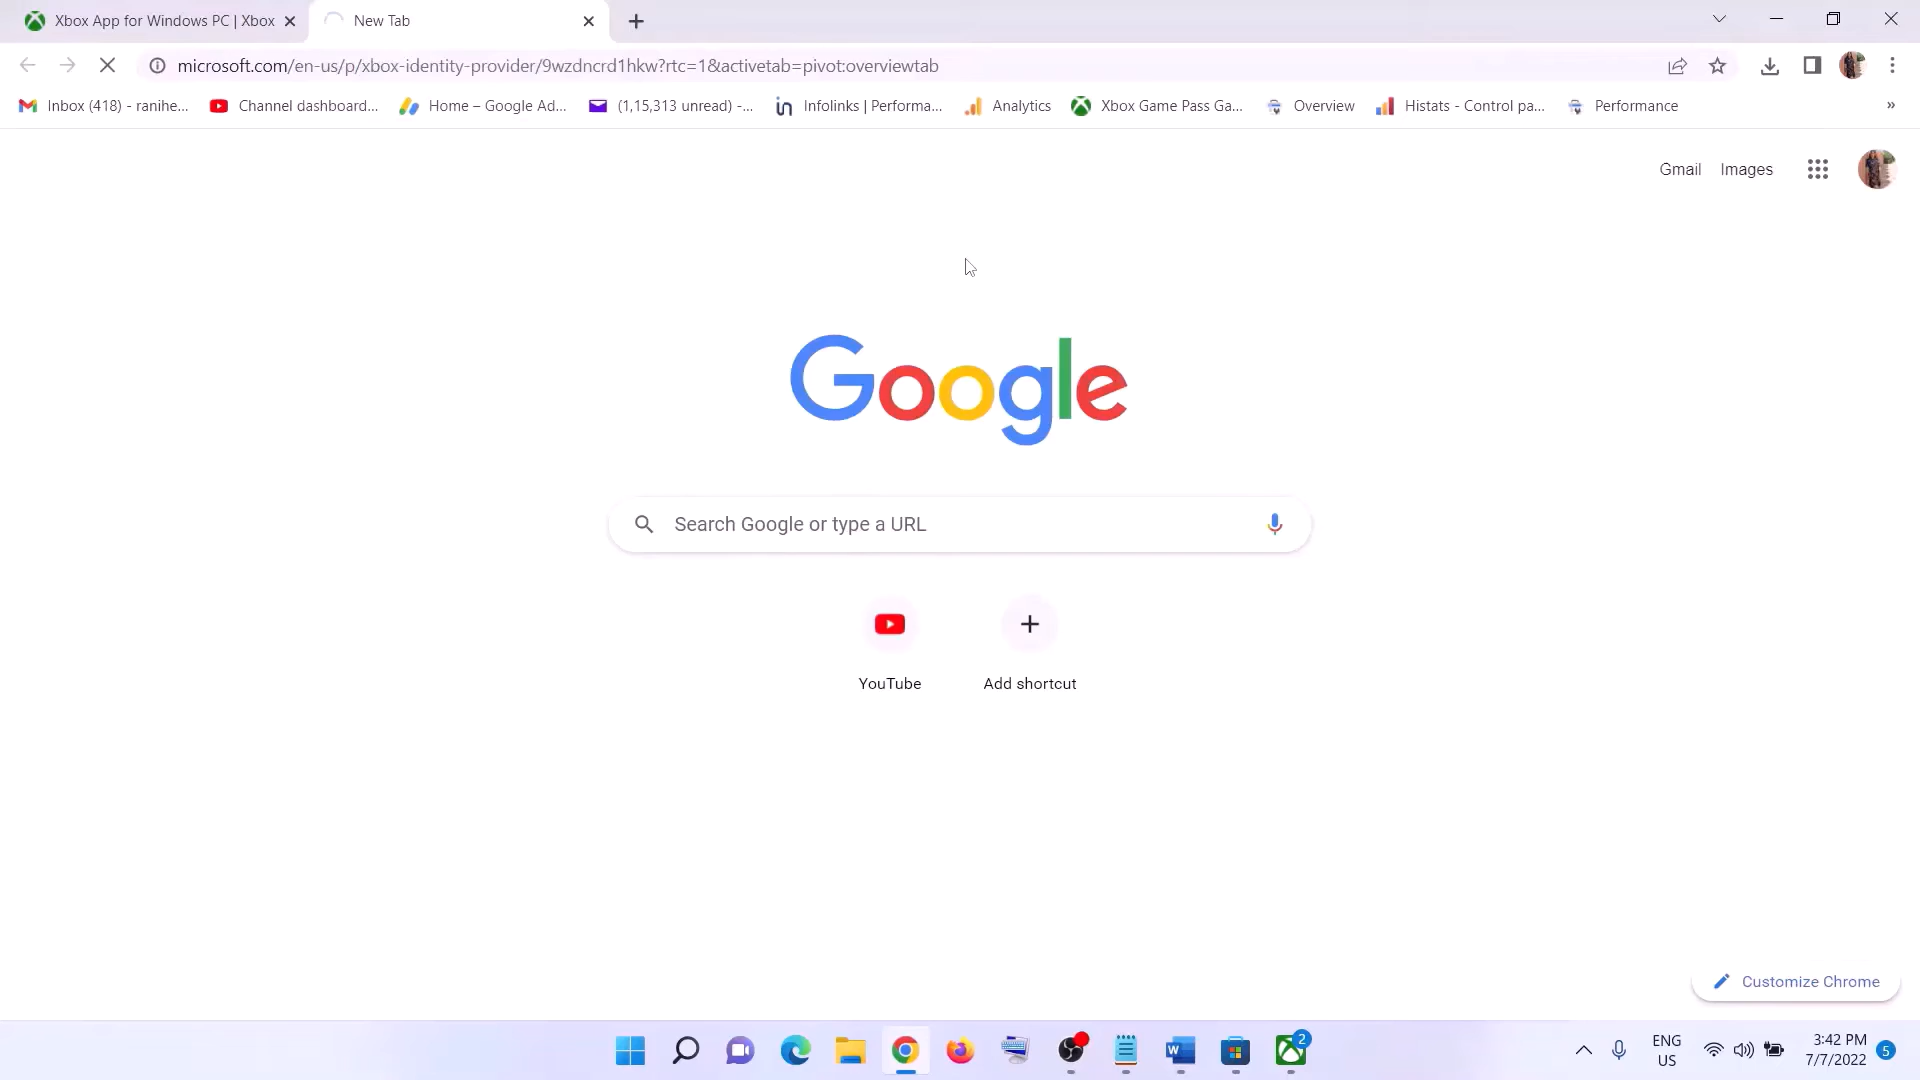 Xbox App for Windows PC | Xbox
New Tab
microsoft.com/en-us/p/xbox-identity-provider/9wzdncrd1hkw?rtc=1&activetab=pivot:overviewtab
Inbox (418) - ranihe... Channel dashboard... Home – Google Ad... (1,15,313 unread) -... Infolinks | Performa... Analytics Xbox Game Pass Ga... Overview Histats - Control pa... Performance »
Gmail Images
Google
Search Google or type a URL
YouTube
Add shortcut
Customize Chrome
2
ENG
US
3:42 PM
7/7/2022
5